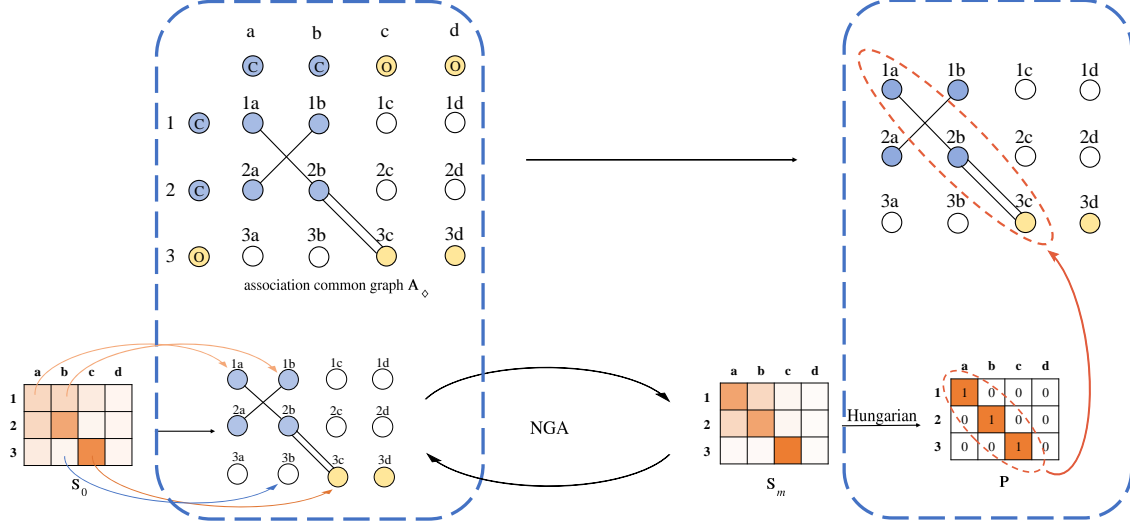 a b c d
C C O O
1a 1b 1c 1d
1 C
2a 2b 2c 2d
2 C
3a 3b 3c 3d
3 O
association common graph A◇
1a 1b 1c 1d
2a 2b 2c 2d
3a 3b 3c 3d
a b c d
1
2
3
S0
1a 1b 1c 1d
2a 2b 2c 2d
3a 3b 3c 3d
NGA
a b c d
1
2
3
Sm
Hungarian
a b c d
1 1 0 0 0
2 0 1 0 0
3 0 0 1 0
P